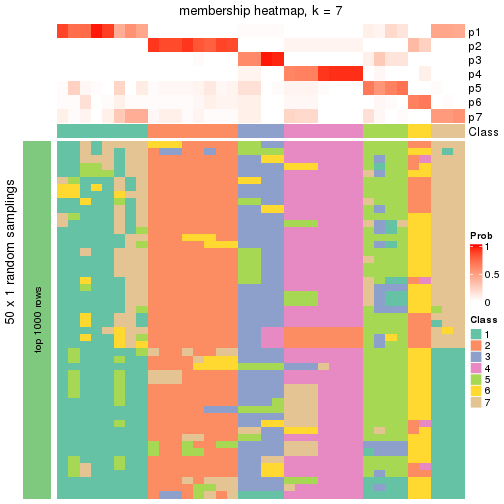 membership heatmap, k = 7
p1
p2
p3
p4
p5
p6
p7
Class
50 x 1 random samplings
top 1000 rows
Prob
1
0.5
0
Class
1
2
3
4
5
6
7